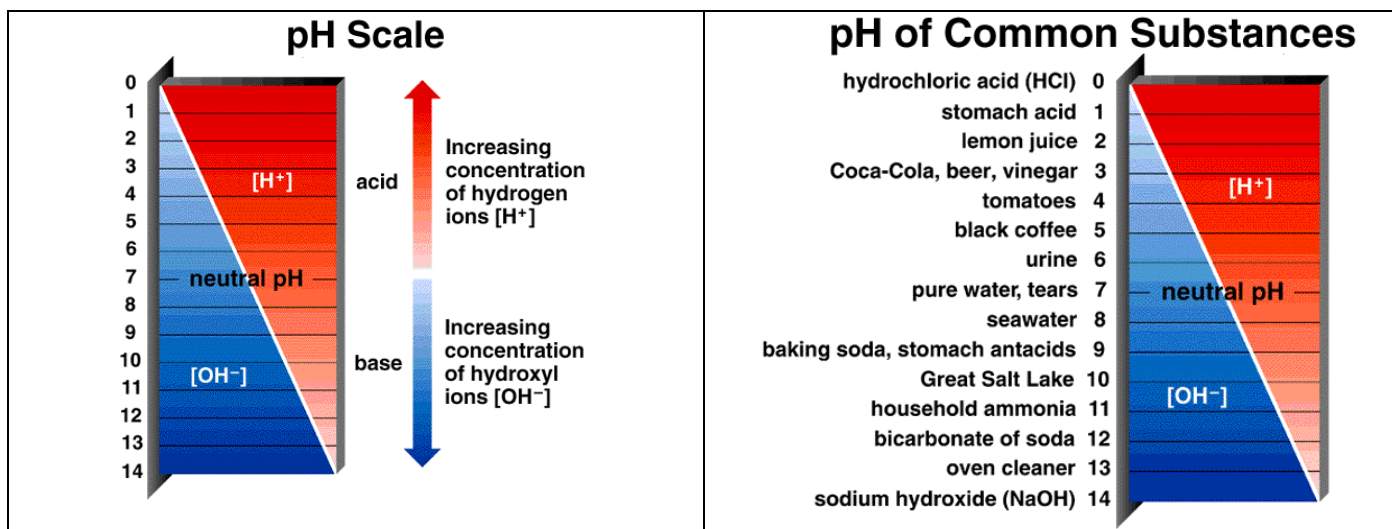 pH Scale
0
1
2
3
4
5
6
7
8
9
10
11
12
13
14
[H⁺]
neutral pH
[OH⁻]
acid
base
Increasing
concentration
of hydrogen
ions [H⁺]
Increasing
concentration
of hydroxyl
ions [OH⁻]
pH of Common Substances
hydrochloric acid (HCl) 0
stomach acid 1
lemon juice 2
Coca-Cola, beer, vinegar 3
tomatoes 4
black coffee 5
urine 6
pure water, tears 7
seawater 8
baking soda, stomach antacids 9
Great Salt Lake 10
household ammonia 11
bicarbonate of soda 12
oven cleaner 13
sodium hydroxide (NaOH) 14
[H⁺]
neutral pH
[OH⁻]